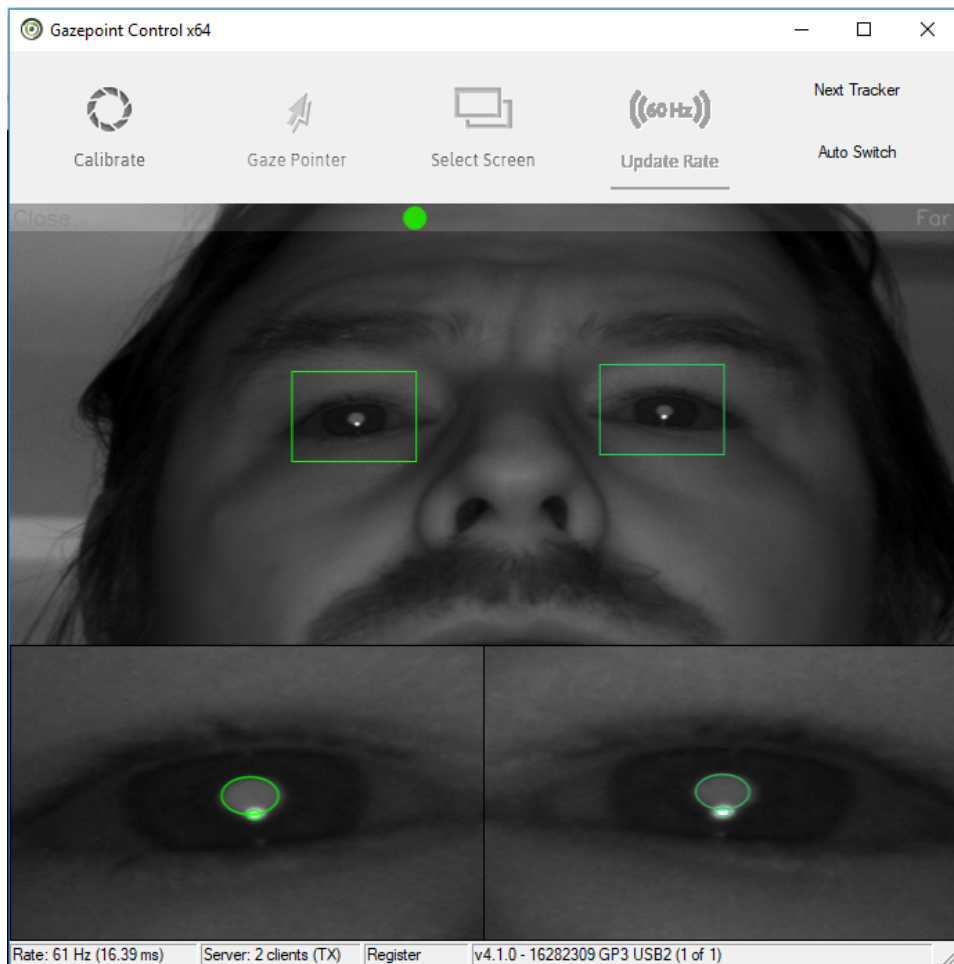 Gazepoint Control x64
Calibrate
Gaze Pointer
Select Screen
((60 Hz))
Update Rate
Next Tracker
Auto Switch
Close
Far
Rate: 61 Hz (16.39 ms)
Server: 2 clients (TX)
Register
v4.1.0 - 16282309 GP3 USB2 (1 of 1)